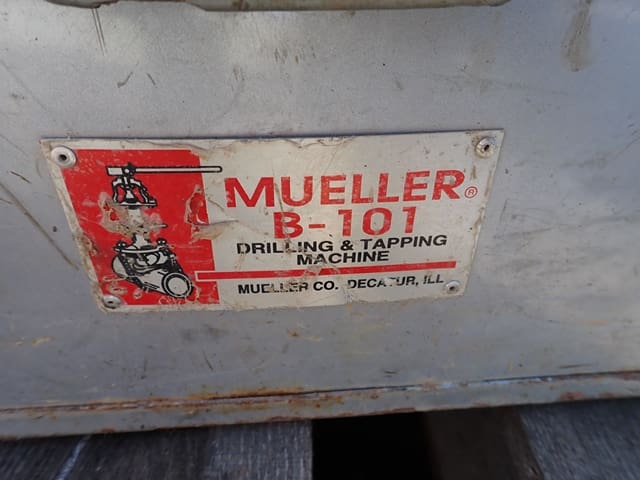 MUELLER®
B-101
DRILLING & TAPPING
MACHINE
MUELLER CO. DECATUR, ILL